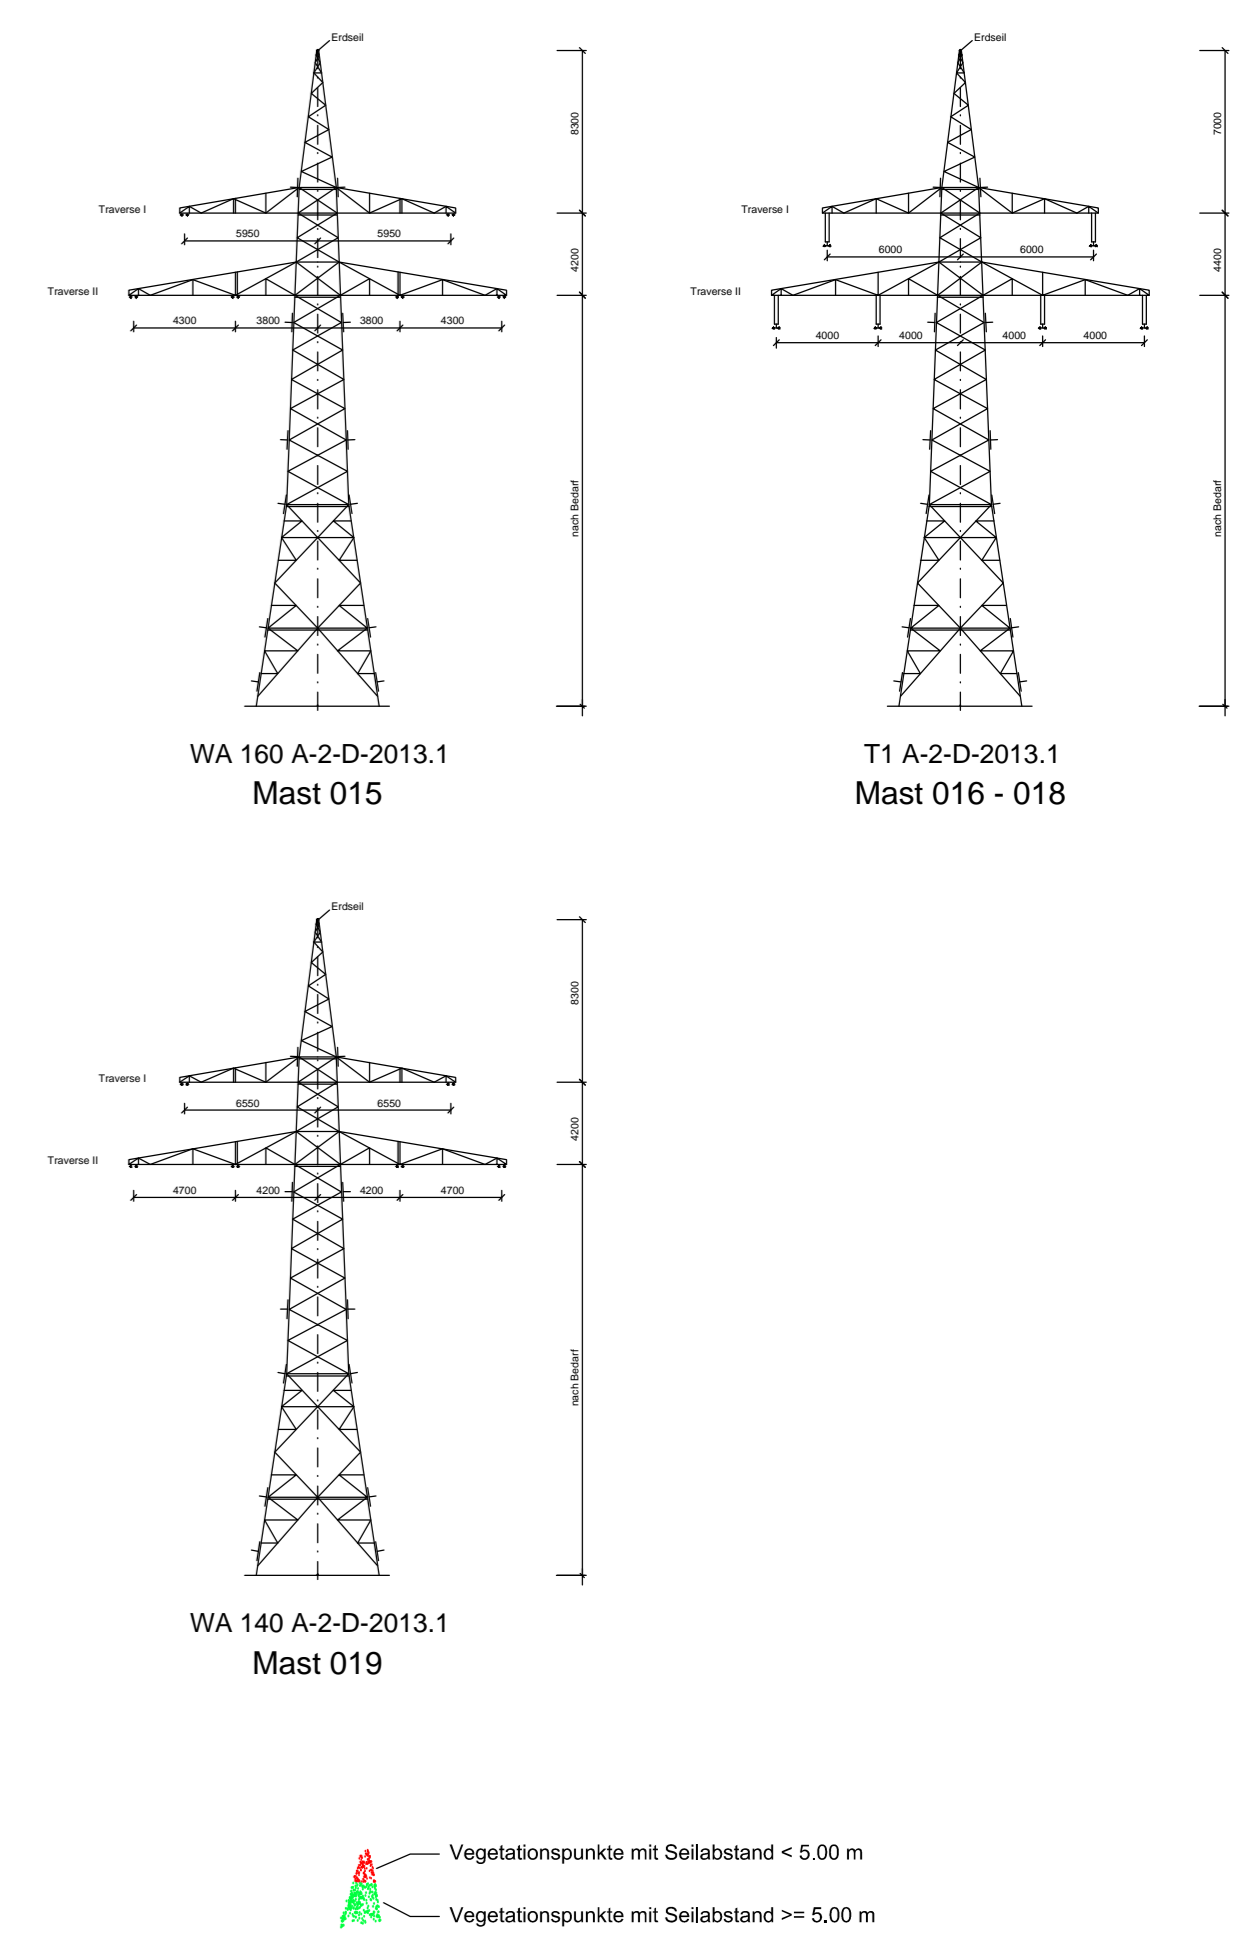 Erdseil
8300
Traverse I
5950 5950
4200
Traverse II
4300 3800 3800 4300
nach Bedarf
WA 160 A-2-D-2013.1
Mast 015
Erdseil
7000
Traverse I
6000 6000
4400
Traverse II
4000 4000 4000 4000
nach Bedarf
T1 A-2-D-2013.1
Mast 016 - 018
Erdseil
8300
Traverse I
6550 6550
4200
Traverse II
4700 4200 4200 4700
nach Bedarf
WA 140 A-2-D-2013.1
Mast 019
Vegetationspunkte mit Seilabstand < 5.00 m
Vegetationspunkte mit Seilabstand >= 5.00 m